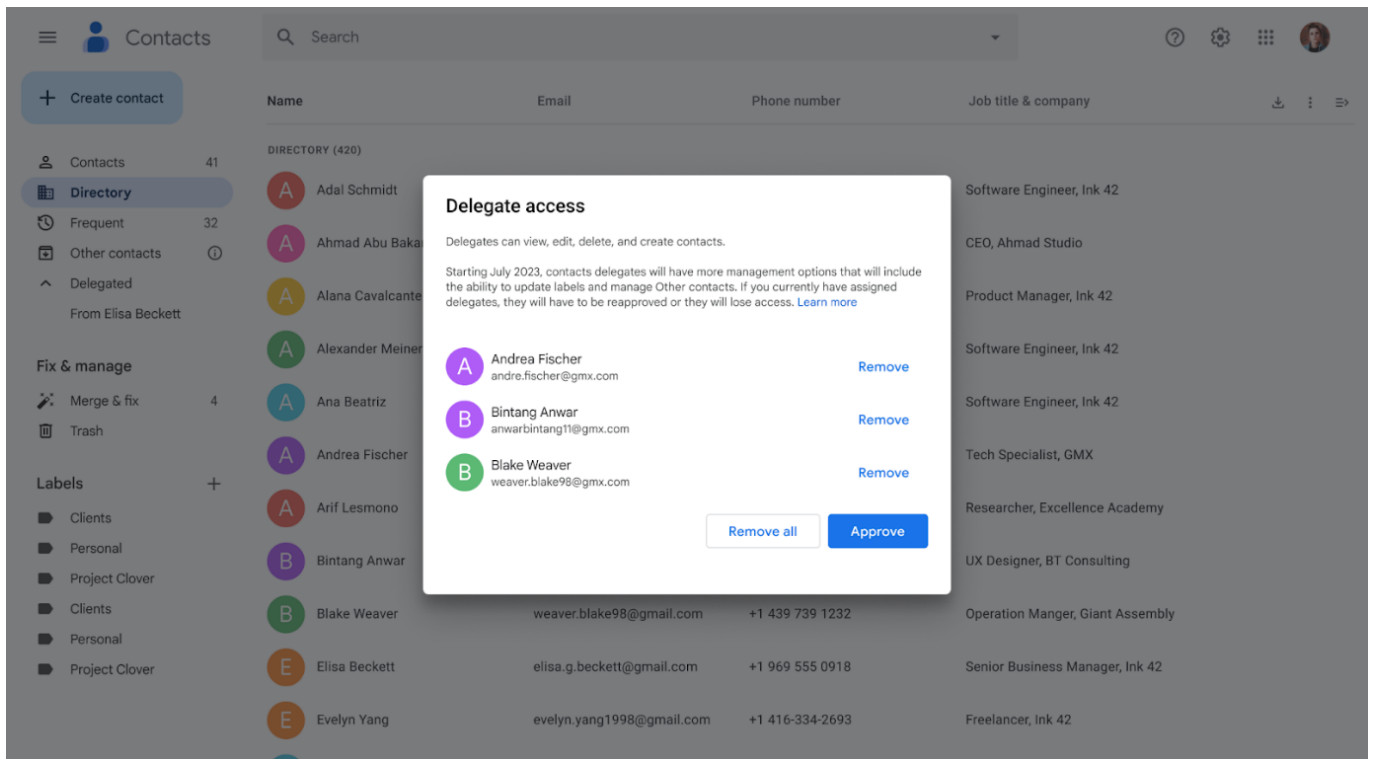 Contacts
Search
Create contact
Name Email Phone number Job title & company
DIRECTORY (420)
Contacts 41
Directory
Frequent 32
Other contacts
Delegated
From Elisa Beckett
Fix & manage
Merge & fix 4
Trash
Labels
Clients
Personal
Project Clover
Clients
Personal
Project Clover
A Adal Schmidt Software Engineer, Ink 42
A Ahmad Abu Baka CEO, Ahmad Studio
A Alana Cavalcante Product Manager, Ink 42
A Alexander Meiner Software Engineer, Ink 42
A Ana Beatriz Software Engineer, Ink 42
A Andrea Fischer Tech Specialist, GMX
A Arif Lesmono Researcher, Excellence Academy
B Bintang Anwar UX Designer, BT Consulting
B Blake Weaver weaver.blake98@gmail.com +1 439 739 1232 Operation Manger, Giant Assembly
E Elisa Beckett elisa.g.beckett@gmail.com +1 969 555 0918 Senior Business Manager, Ink 42
E Evelyn Yang evelyn.yang1998@gmail.com +1 416-334-2693 Freelancer, Ink 42
Delegate access
Delegates can view, edit, delete, and create contacts.
Starting July 2023, contacts delegates will have more management options that will include
the ability to update labels and manage Other contacts. If you currently have assigned
delegates, they will have to be reapproved or they will lose access. Learn more
A Andrea Fischer Remove
andre.fischer@gmx.com
B Bintang Anwar Remove
anwarbintang11@gmx.com
B Blake Weaver Remove
weaver.blake98@gmx.com
Remove all Approve